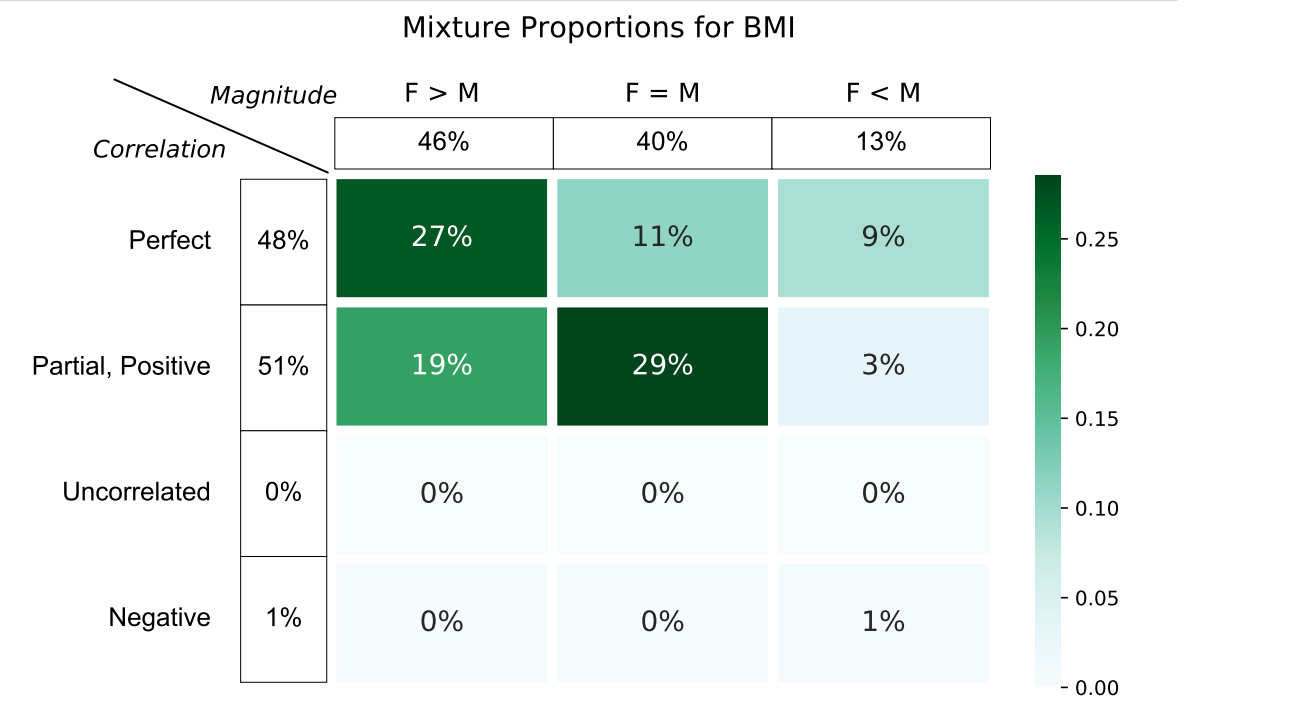 Mixture Proportions for BMI
Magnitude F > M F = M F < M
Correlation 46% 40% 13%
Perfect 48% 27% 11% 9%
Partial, Positive 51% 19% 29% 3%
Uncorrelated 0% 0% 0% 0%
Negative 1% 0% 0% 1%
0.25
0.20
0.15
0.10
0.05
0.00